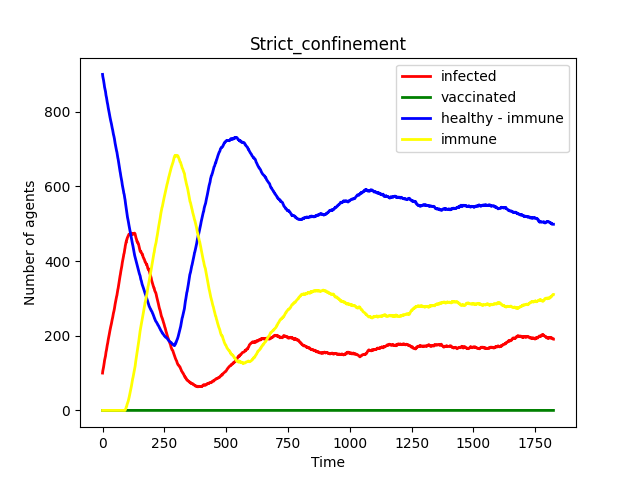 Strict_confinement
infected
vaccinated
healthy - immune
immune
Number of agents
800
600
400
200
0
0 250 500 750 1000 1250 1500 1750
Time